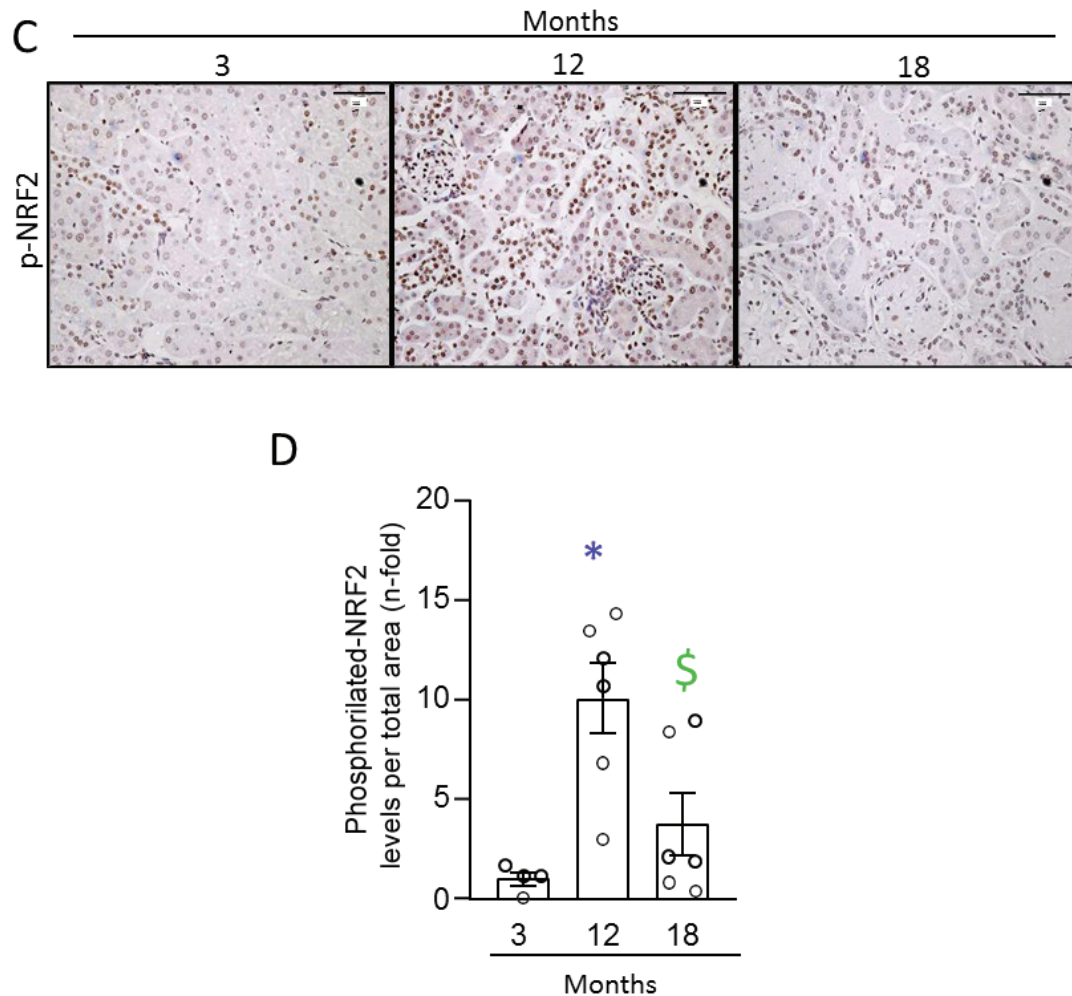 C
Months
3 12 18
p-NRF2
D
Phosphorilated-NRF2
levels per total area (n-fold)
20
15
10
5
0
*
$
3 12 18
Months